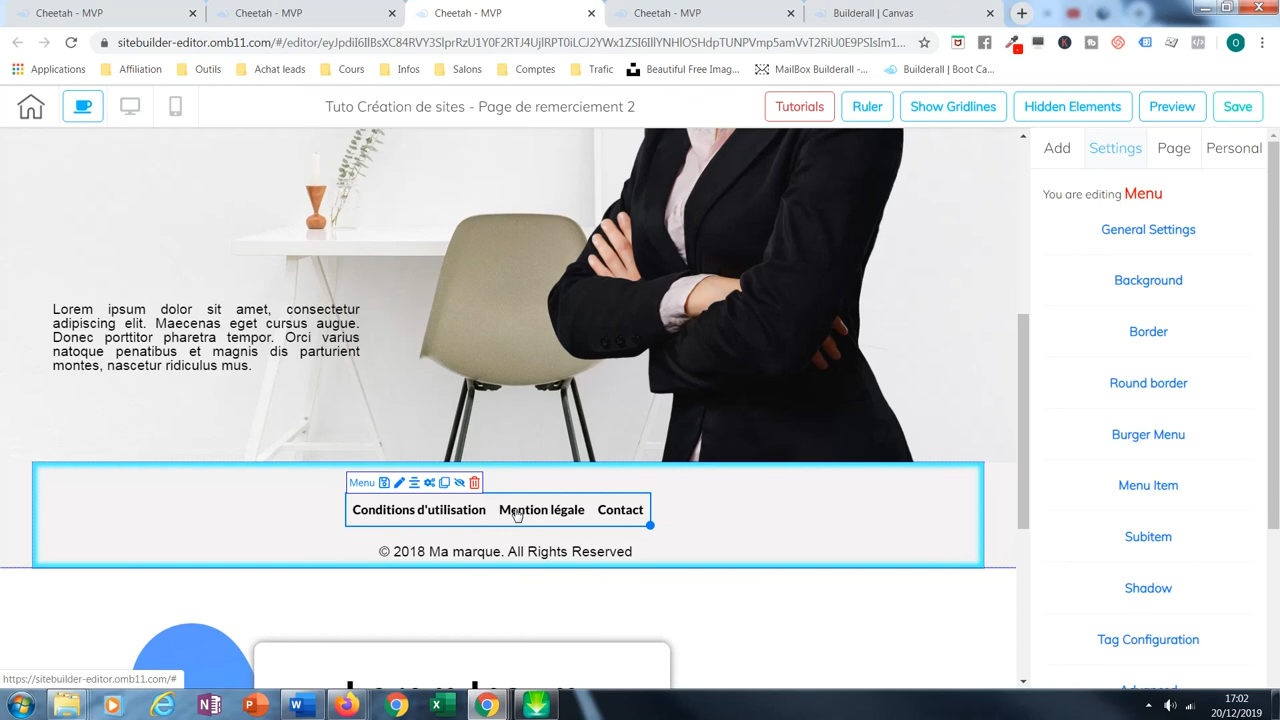 Cheetah - MVP
Cheetah - MVP
Cheetah - MVP
Cheetah - MVP
Builderall | Canvas
Applications
Affiliation
Outils
Achat leads
Cours
Infos
Salons
Comptes
Trafic
Beautiful Free Imag...
MailBox Builderall -...
Builderall | Boot Ca...
Tuto Création de sites - Page de remerciement 2
Tutorials
Ruler
Show Gridlines
Hidden Elements
Preview
Save
Add
Settings
Page
Personal
You are editing Menu
General Settings
Background
Border
Round border
Burger Menu
Menu Item
Subitem
Shadow
Tag Configuration
Lorem ipsum dolor sit amet, consectetur
adipiscing elit. Maecenas eget cursus augue.
Donec porttitor pharetra tempor. Orci varius
natoque penatibus et magnis dis parturient
montes, nascetur ridiculus mus.
Menu
Conditions d'utilisation Mention légale Contact
© 2018 Ma marque. All Rights Reserved
https://sitebuilder-editor.omb11.com/#
17:02
20/12/2019